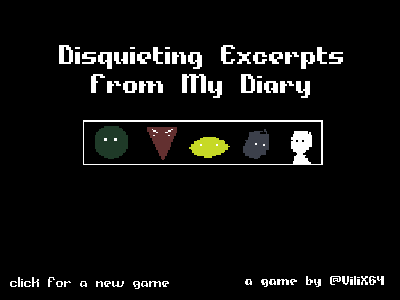 Disquieting Excerpts
from My Diary
click for a new game
a game by @ViliX64